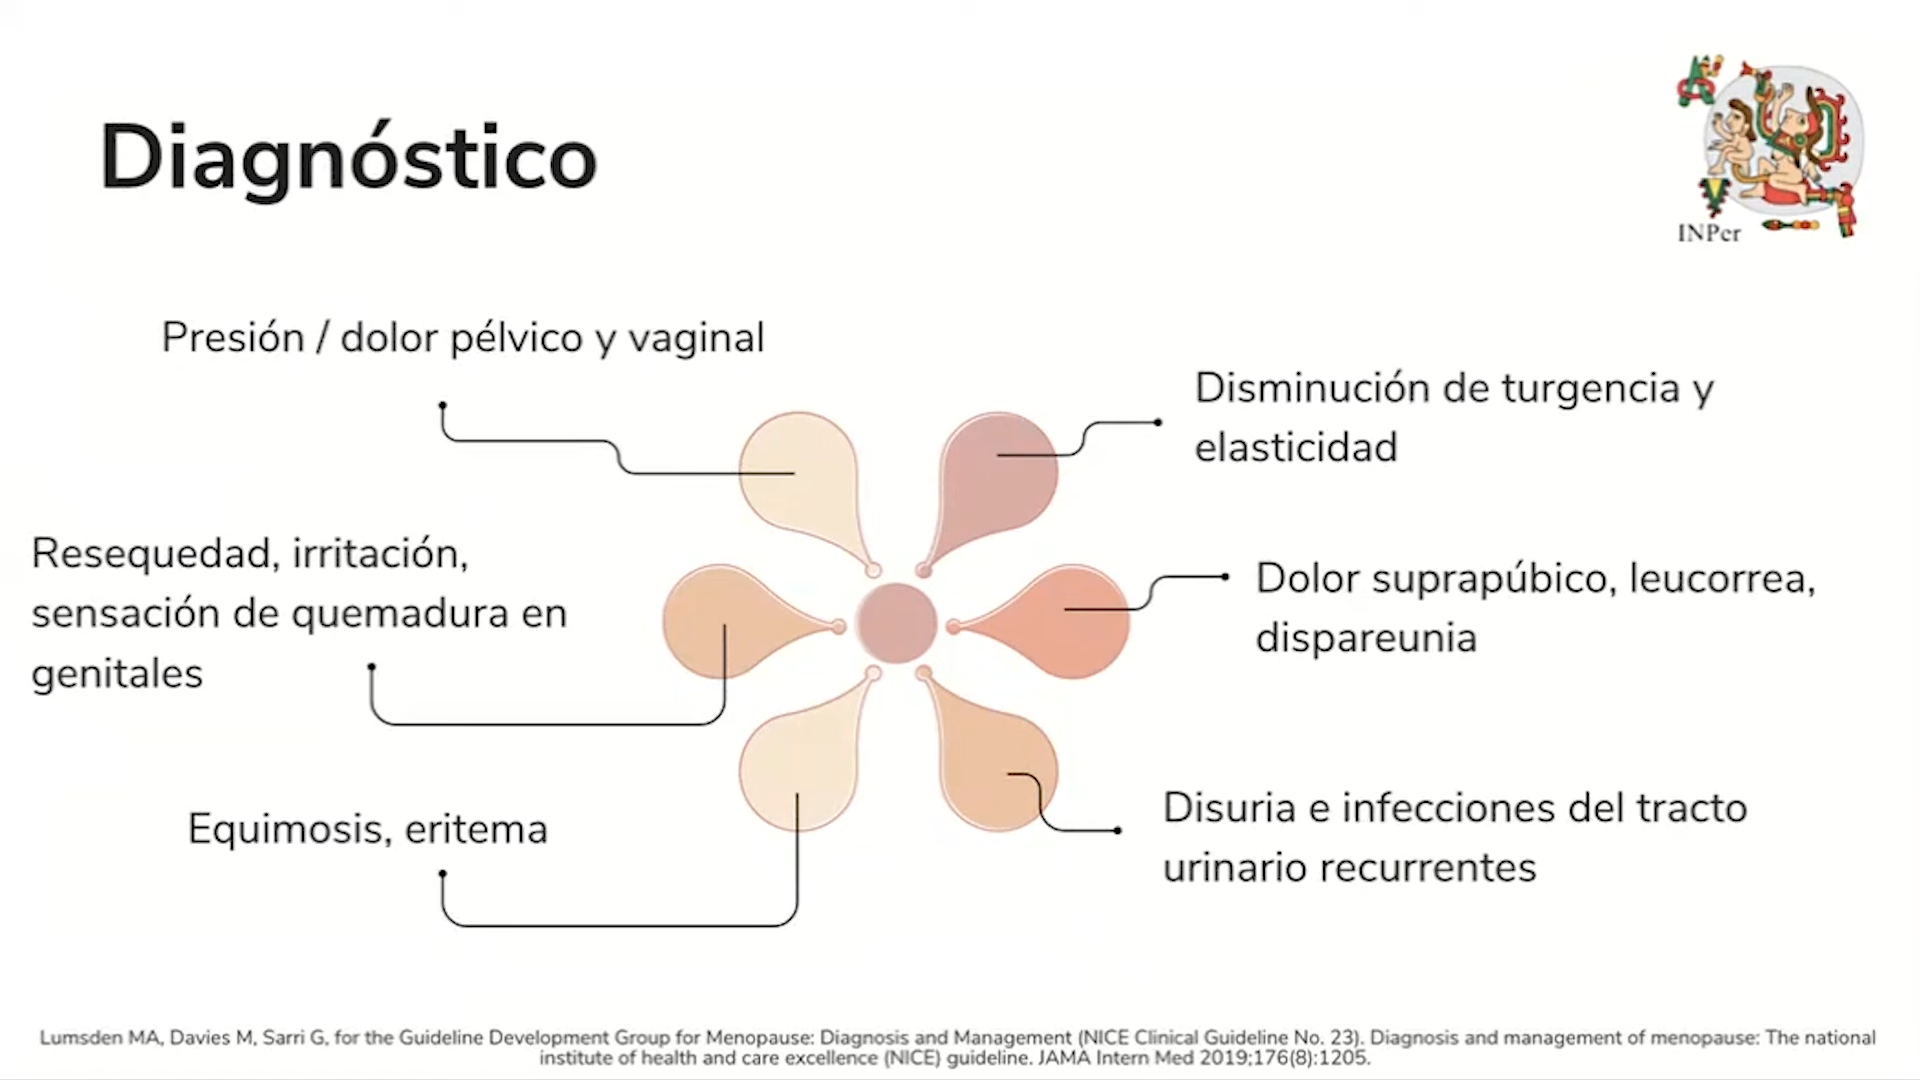 Diagnóstico
INPer
Presión / dolor pélvico y vaginal
Disminución de turgencia y
elasticidad
Resequedad, irritación,
sensación de quemadura en
genitales
Dolor suprapúbico, leucorrea,
dispareunia
Equimosis, eritema
Disuria e infecciones del tracto
urinario recurrentes
Lumsden MA, Davies M, Sarri G, for the Guideline Development Group for Menopause: Diagnosis and Management (NICE Clinical Guideline No. 23). Diagnosis and management of menopause: The national
institute of health and care excellence (NICE) guideline. JAMA Intern Med 2019;176(8):1205.